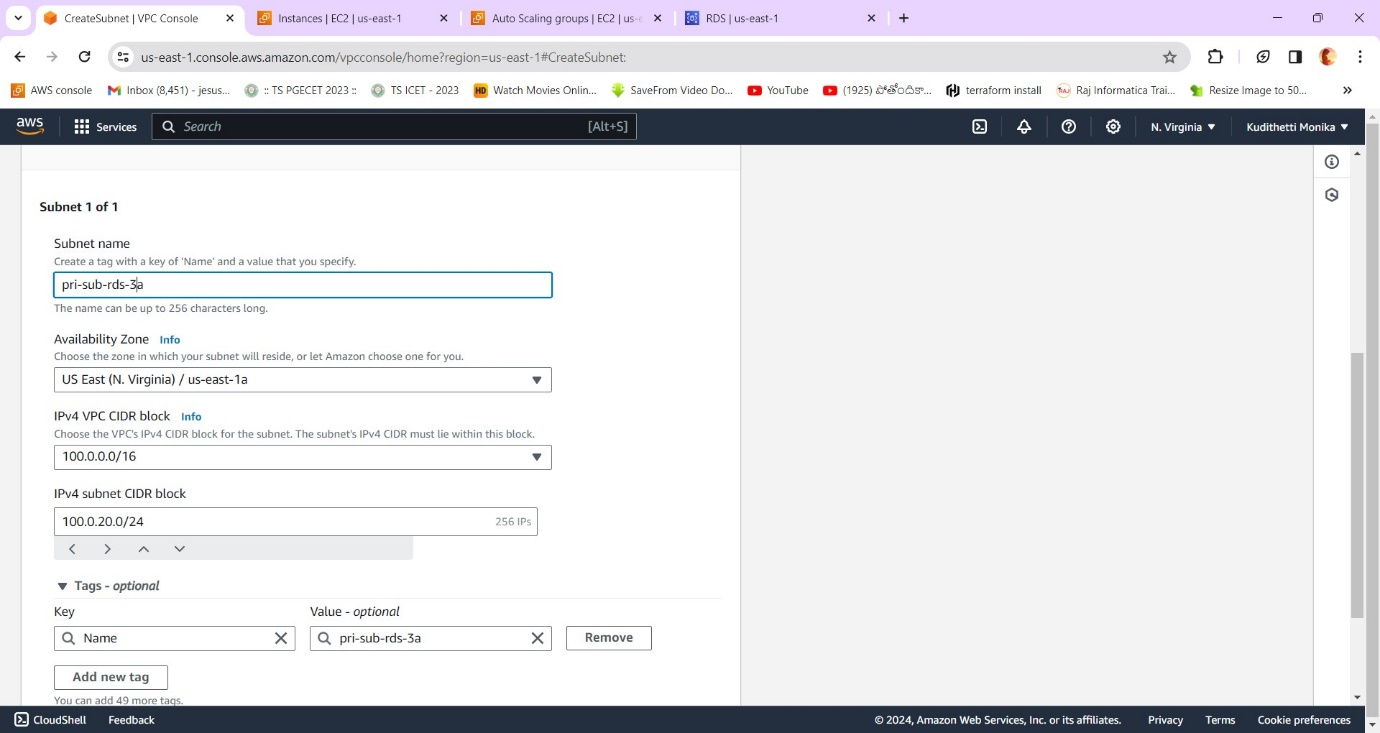 CreateSubnet | VPC Console
Instances | EC2 | us-east-1
Auto Scaling groups | EC2 | us-e
RDS | us-east-1
us-east-1.console.aws.amazon.com/vpcconsole/home?region=us-east-1#CreateSubnet:
AWS console
Inbox (8,451) - jesus...
:: TS PGECET 2023 ::
TS ICET - 2023
HD Watch Movies Onlin...
SaveFrom Video Do...
YouTube
(1925)
terraform install
Raj Informatica Trai...
Resize Image to 50...
aws
Services
Search
[Alt+S]
N. Virginia
Kudithetti Monika
Subnet 1 of 1
Subnet name
Create a tag with a key of 'Name' and a value that you specify.
pri-sub-rds-3a
The name can be up to 256 characters long.
Availability Zone Info
Choose the zone in which your subnet will reside, or let Amazon choose one for you.
US East (N. Virginia) / us-east-1a
IPv4 VPC CIDR block Info
Choose the VPC's IPv4 CIDR block for the subnet. The subnet's IPv4 CIDR must lie within this block.
100.0.0.0/16
IPv4 subnet CIDR block
100.0.20.0/24
256 IPs
Tags - optional
Key
Value - optional
Name
pri-sub-rds-3a
Remove
Add new tag
You can add 49 more tags.
CloudShell
Feedback
© 2024, Amazon Web Services, Inc. or its affiliates.
Privacy
Terms
Cookie preferences